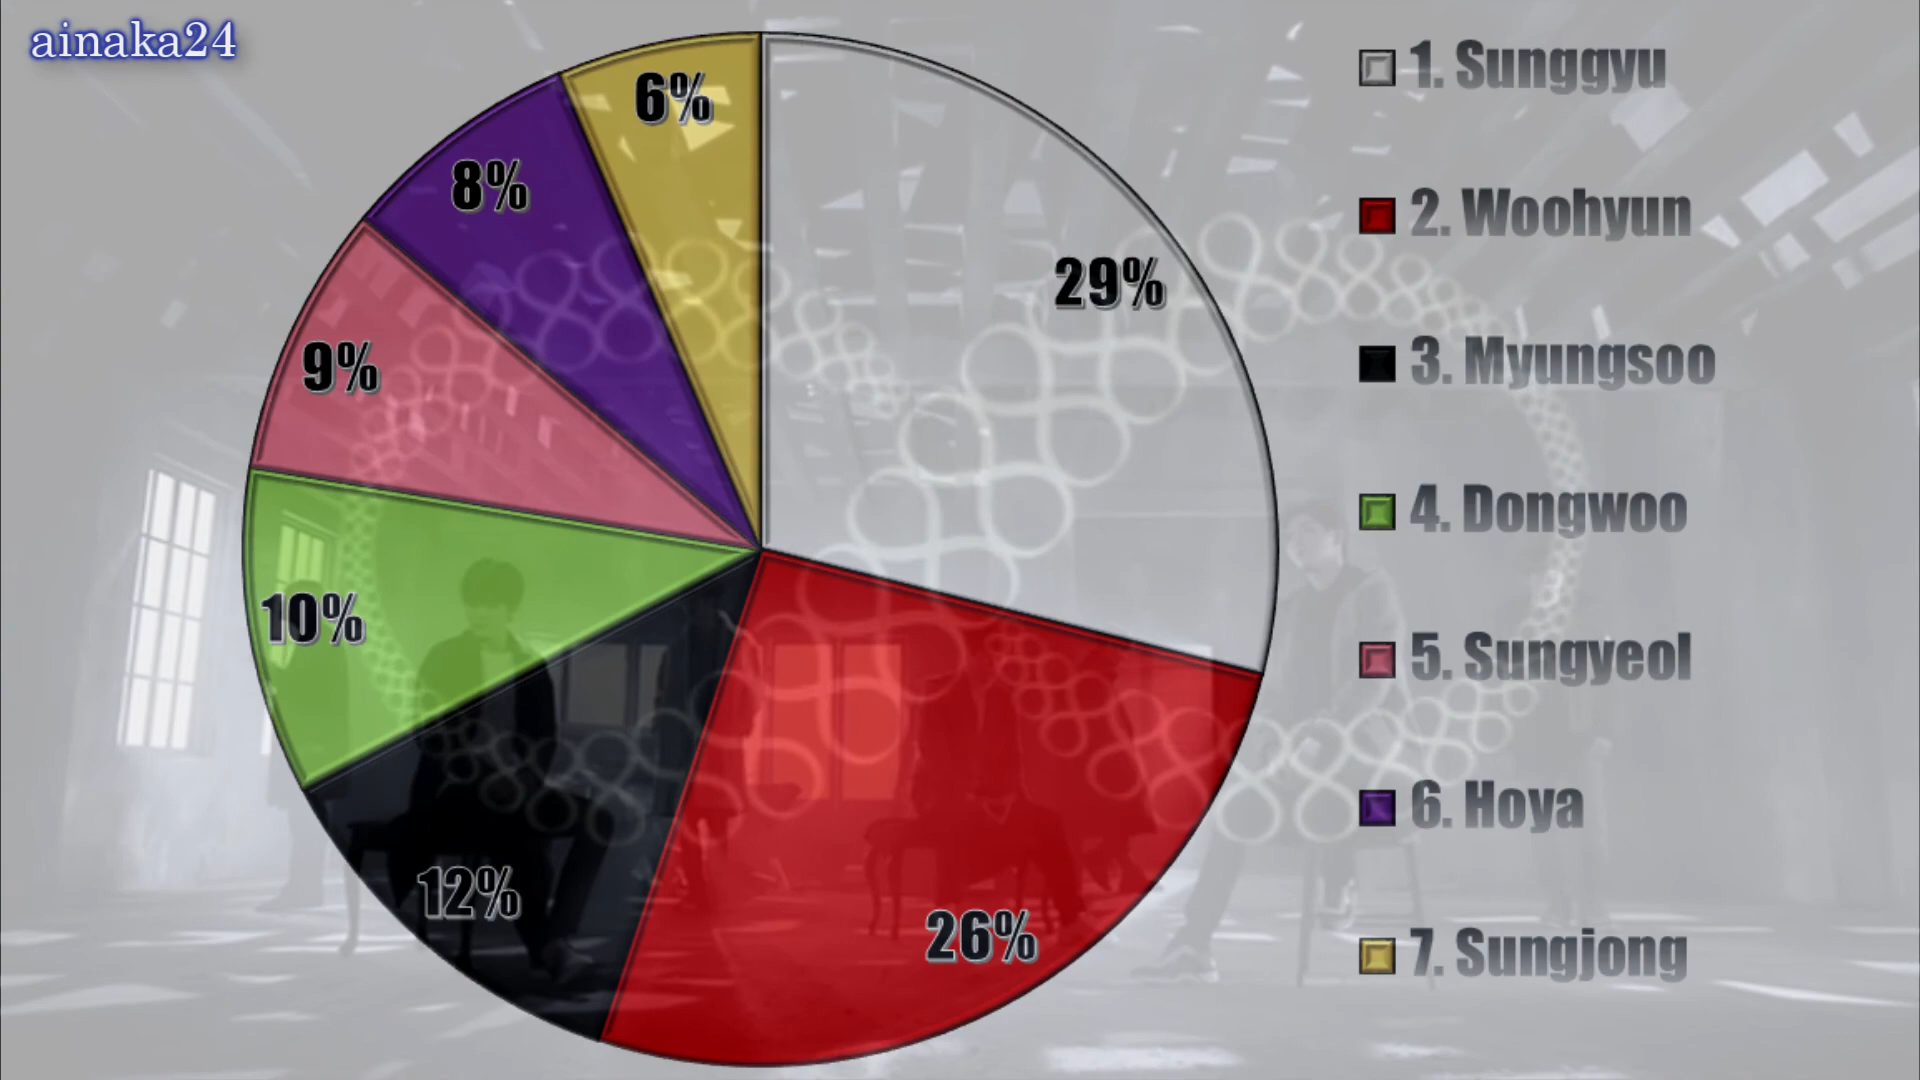 ainaka24
6%
8%
29%
9%
10%
12%
26%
1. Sunggyu
2. Woohyun
3. Myungsoo
4. Dongwoo
5. Sungyeol
6. Hoya
7. Sungjong